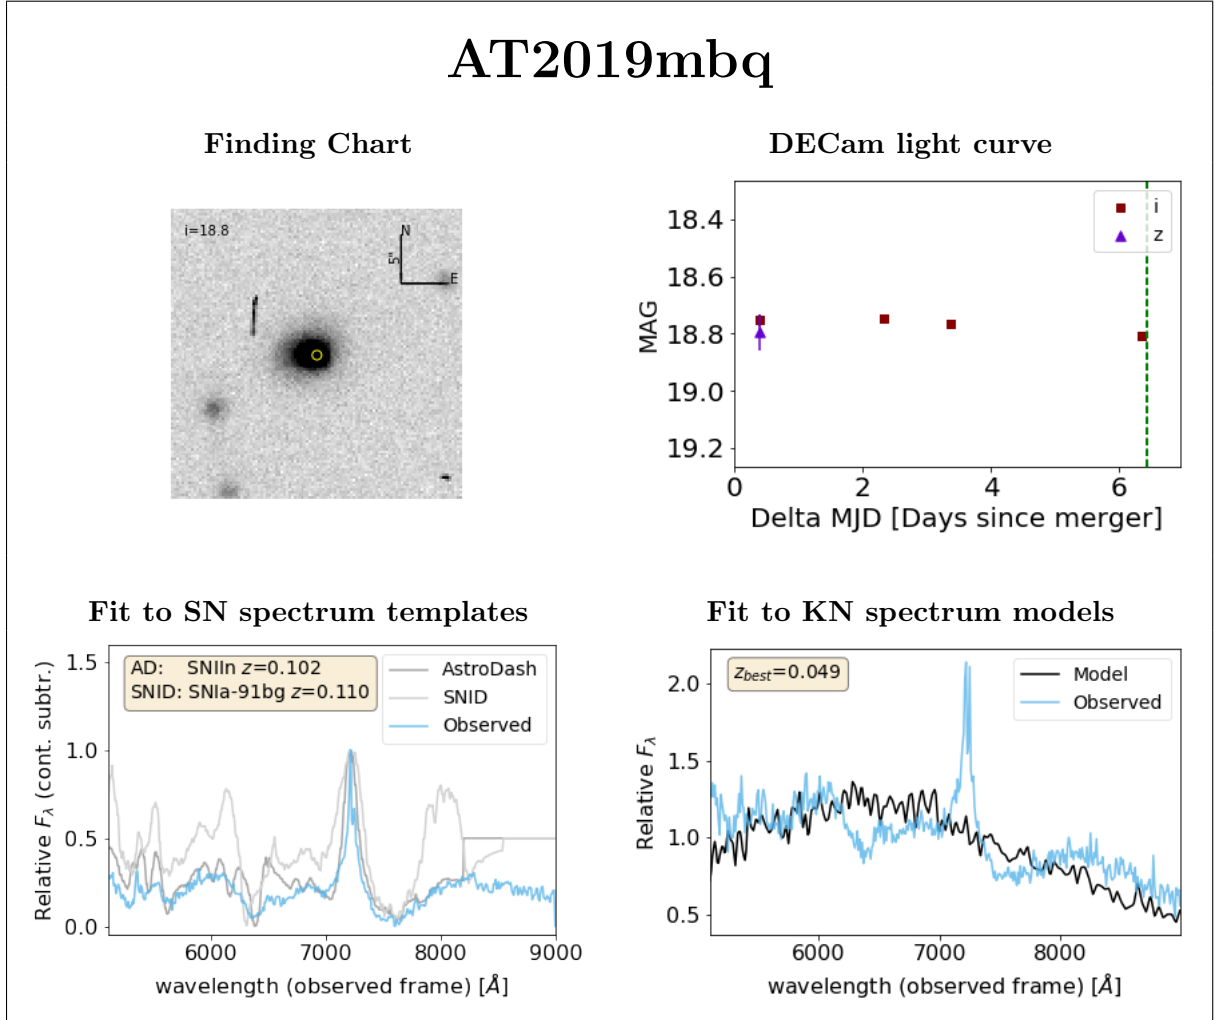 AT2019mbq
Finding Chart
i=18.8
N
5"
E
DECam light curve
18.4
18.6
18.8
19.0
19.2
MAG
i
z
0 2 4 6
Delta MJD [Days since merger]
Fit to SN spectrum templates
1.5
1.0
0.5
0.0
Relative Fλ (cont. subtr.)
AD: SNIIn z=0.102
SNID: SNIa-91bg z=0.110
AstroDash
SNID
Observed
6000 7000 8000 9000
wavelength (observed frame) [Å]
Fit to KN spectrum models
2.0
1.5
1.0
0.5
Relative Fλ
zbest=0.049
Model
Observed
6000 7000 8000
wavelength (observed frame) [Å]